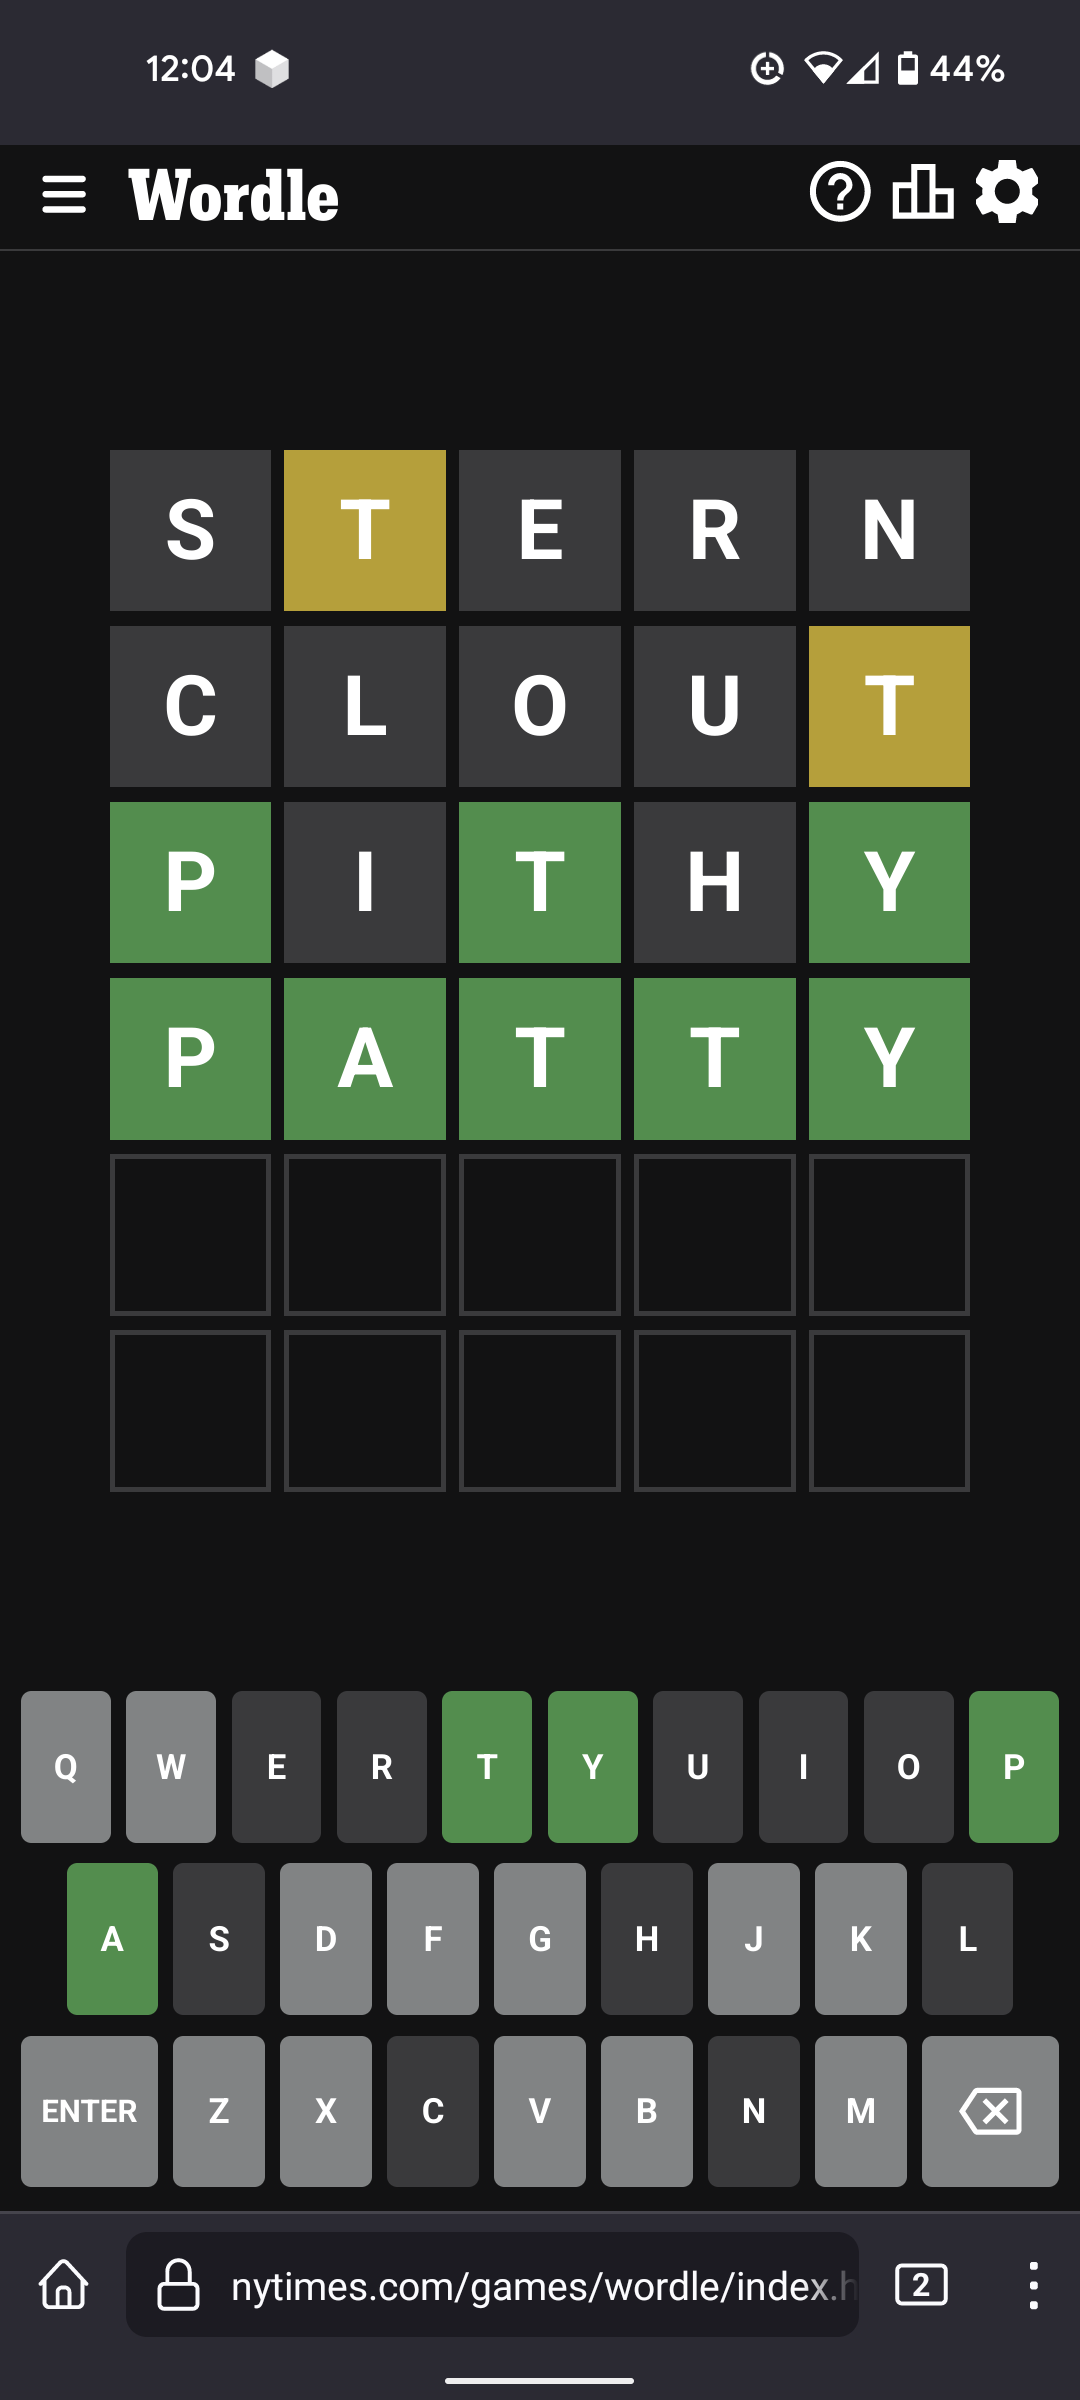 12:04 44%
Wordle
S T E R N
C L O U T
P I T H Y
P A T T Y
Q W E R T Y U I O P
A S D F G H J K L
ENTER Z X C V B N M
nytimes.com/games/wordle/index.h 2